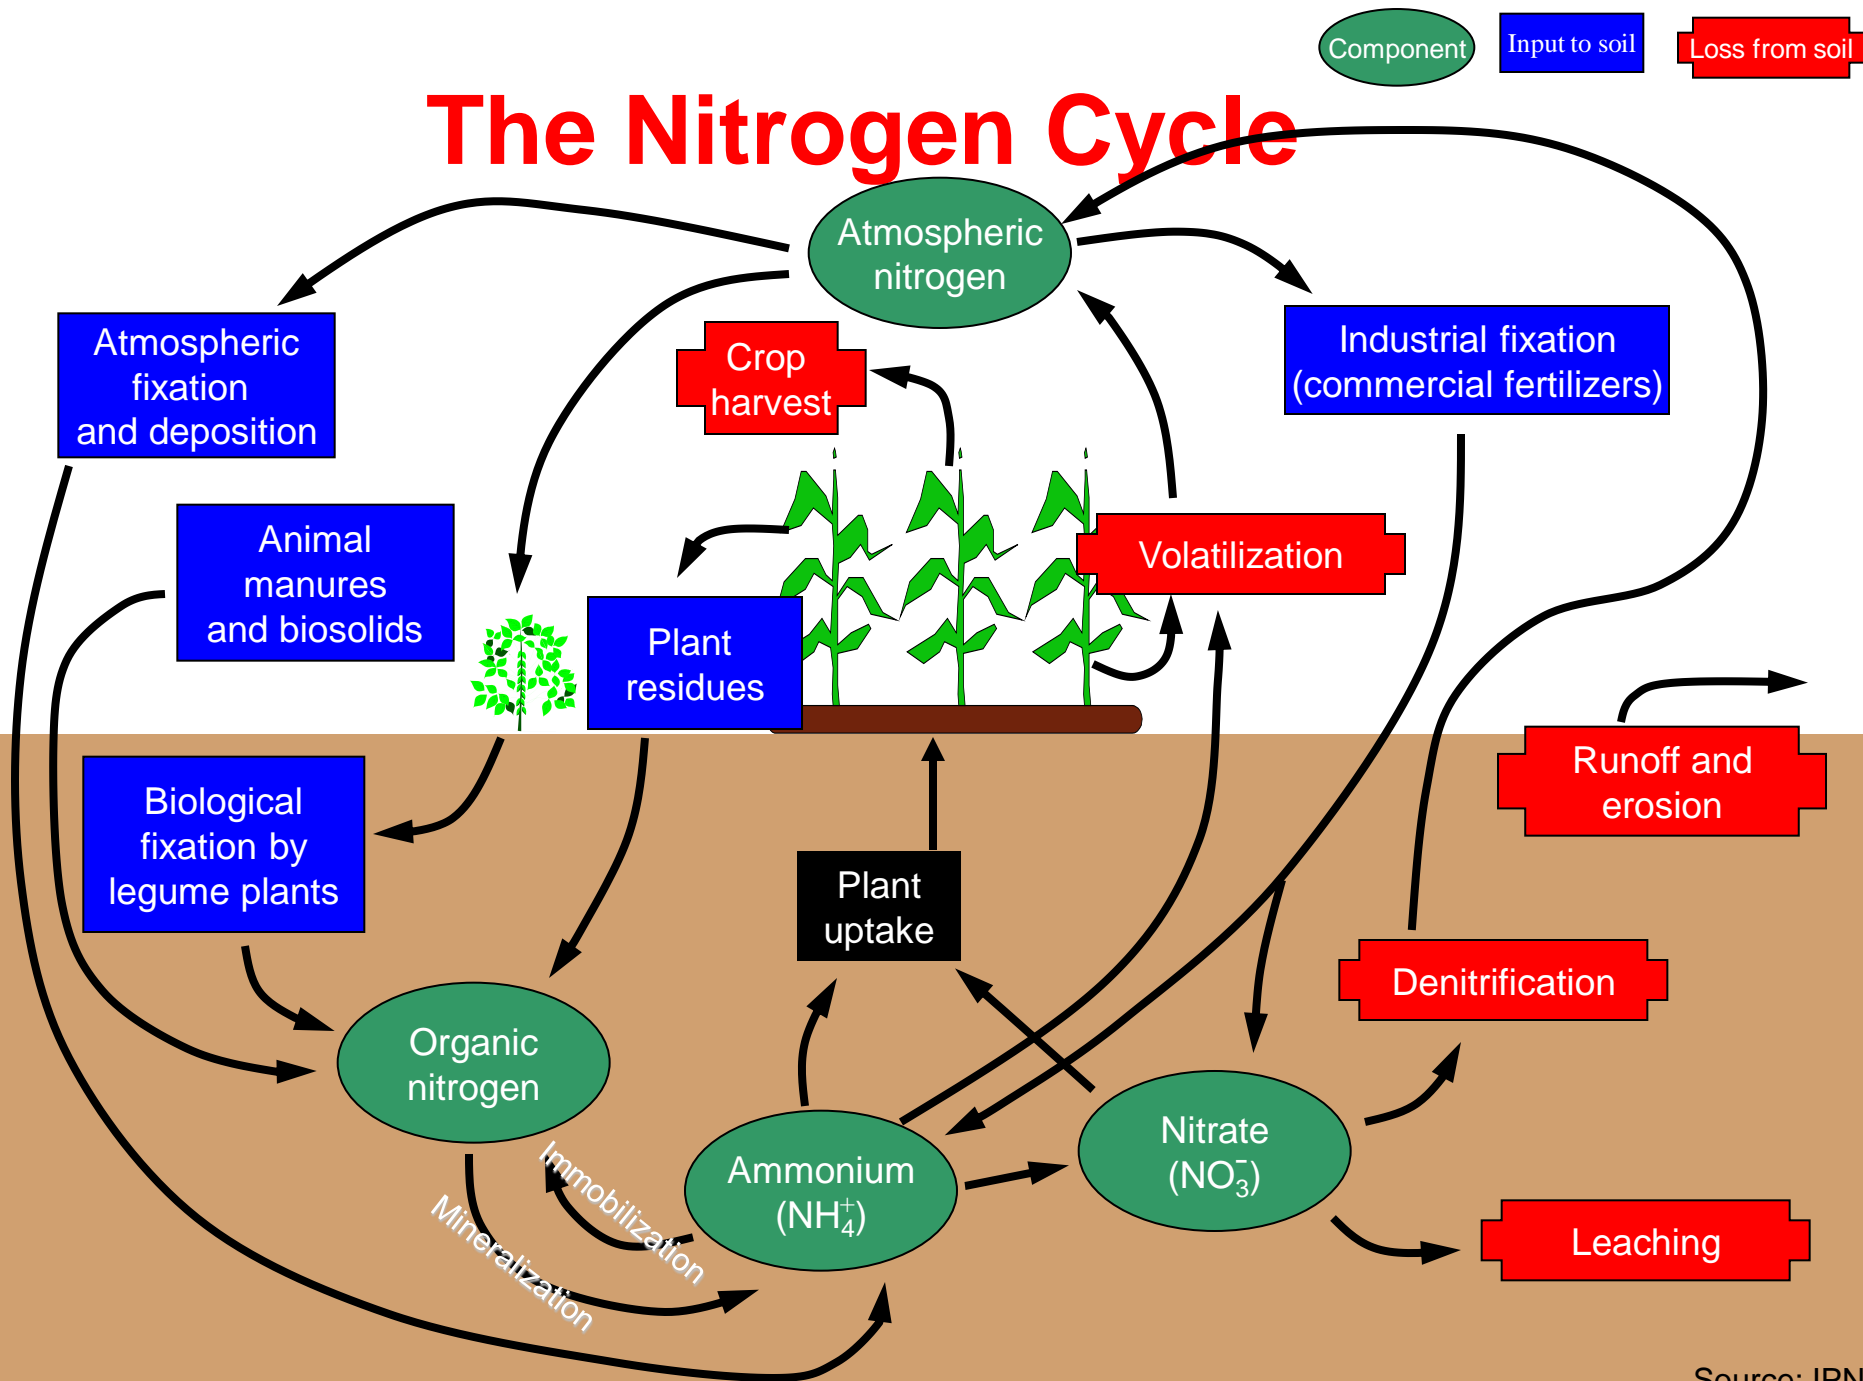 Component
Input to soil
Loss from soil
The Nitrogen Cycle
Atmospheric
nitrogen
Atmospheric
fixation
and deposition
Crop
harvest
Industrial fixation
(commercial fertilizers)
Animal
manures
and biosolids
Volatilization
Plant
residues
Runoff and
erosion
Biological
fixation by
legume plants
Plant
uptake
Denitrification
Organic
nitrogen
Ammonium
(NH₄⁺)
Nitrate
(NO₃⁻)
Immobilization
Mineralization
Leaching
Source: IPN